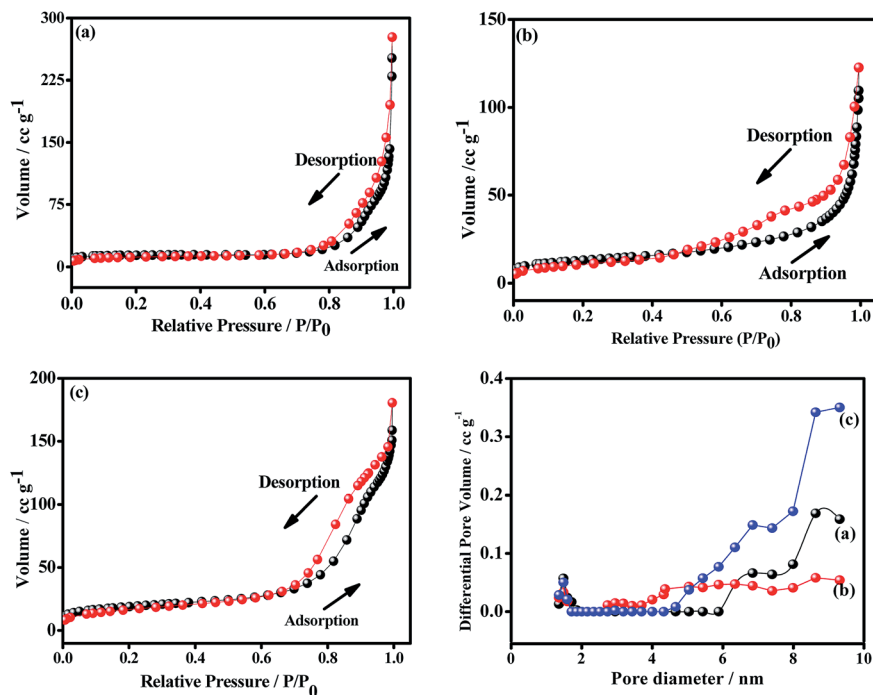 (a)
300
225
150
75
0
Volume / cc g-1
Desorption
Adsorption
0.0 0.2 0.4 0.6 0.8 1.0
Relative Pressure / P/P0
(b)
150
100
50
0
Volume /cc g-1
Desorption
Adsorption
0.0 0.2 0.4 0.6 0.8 1.0
Relative Pressure (P/P0)
(c)
200
150
100
50
0
Volume / cc g-1
Desorption
Adsorption
0.0 0.2 0.4 0.6 0.8 1.0
Relative Pressure / P/P0
0.4
0.3
0.2
0.1
0.0
Differential Pore Volume / cc g-1
(c)
(a)
(b)
0 2 4 6 8 10
Pore diameter / nm